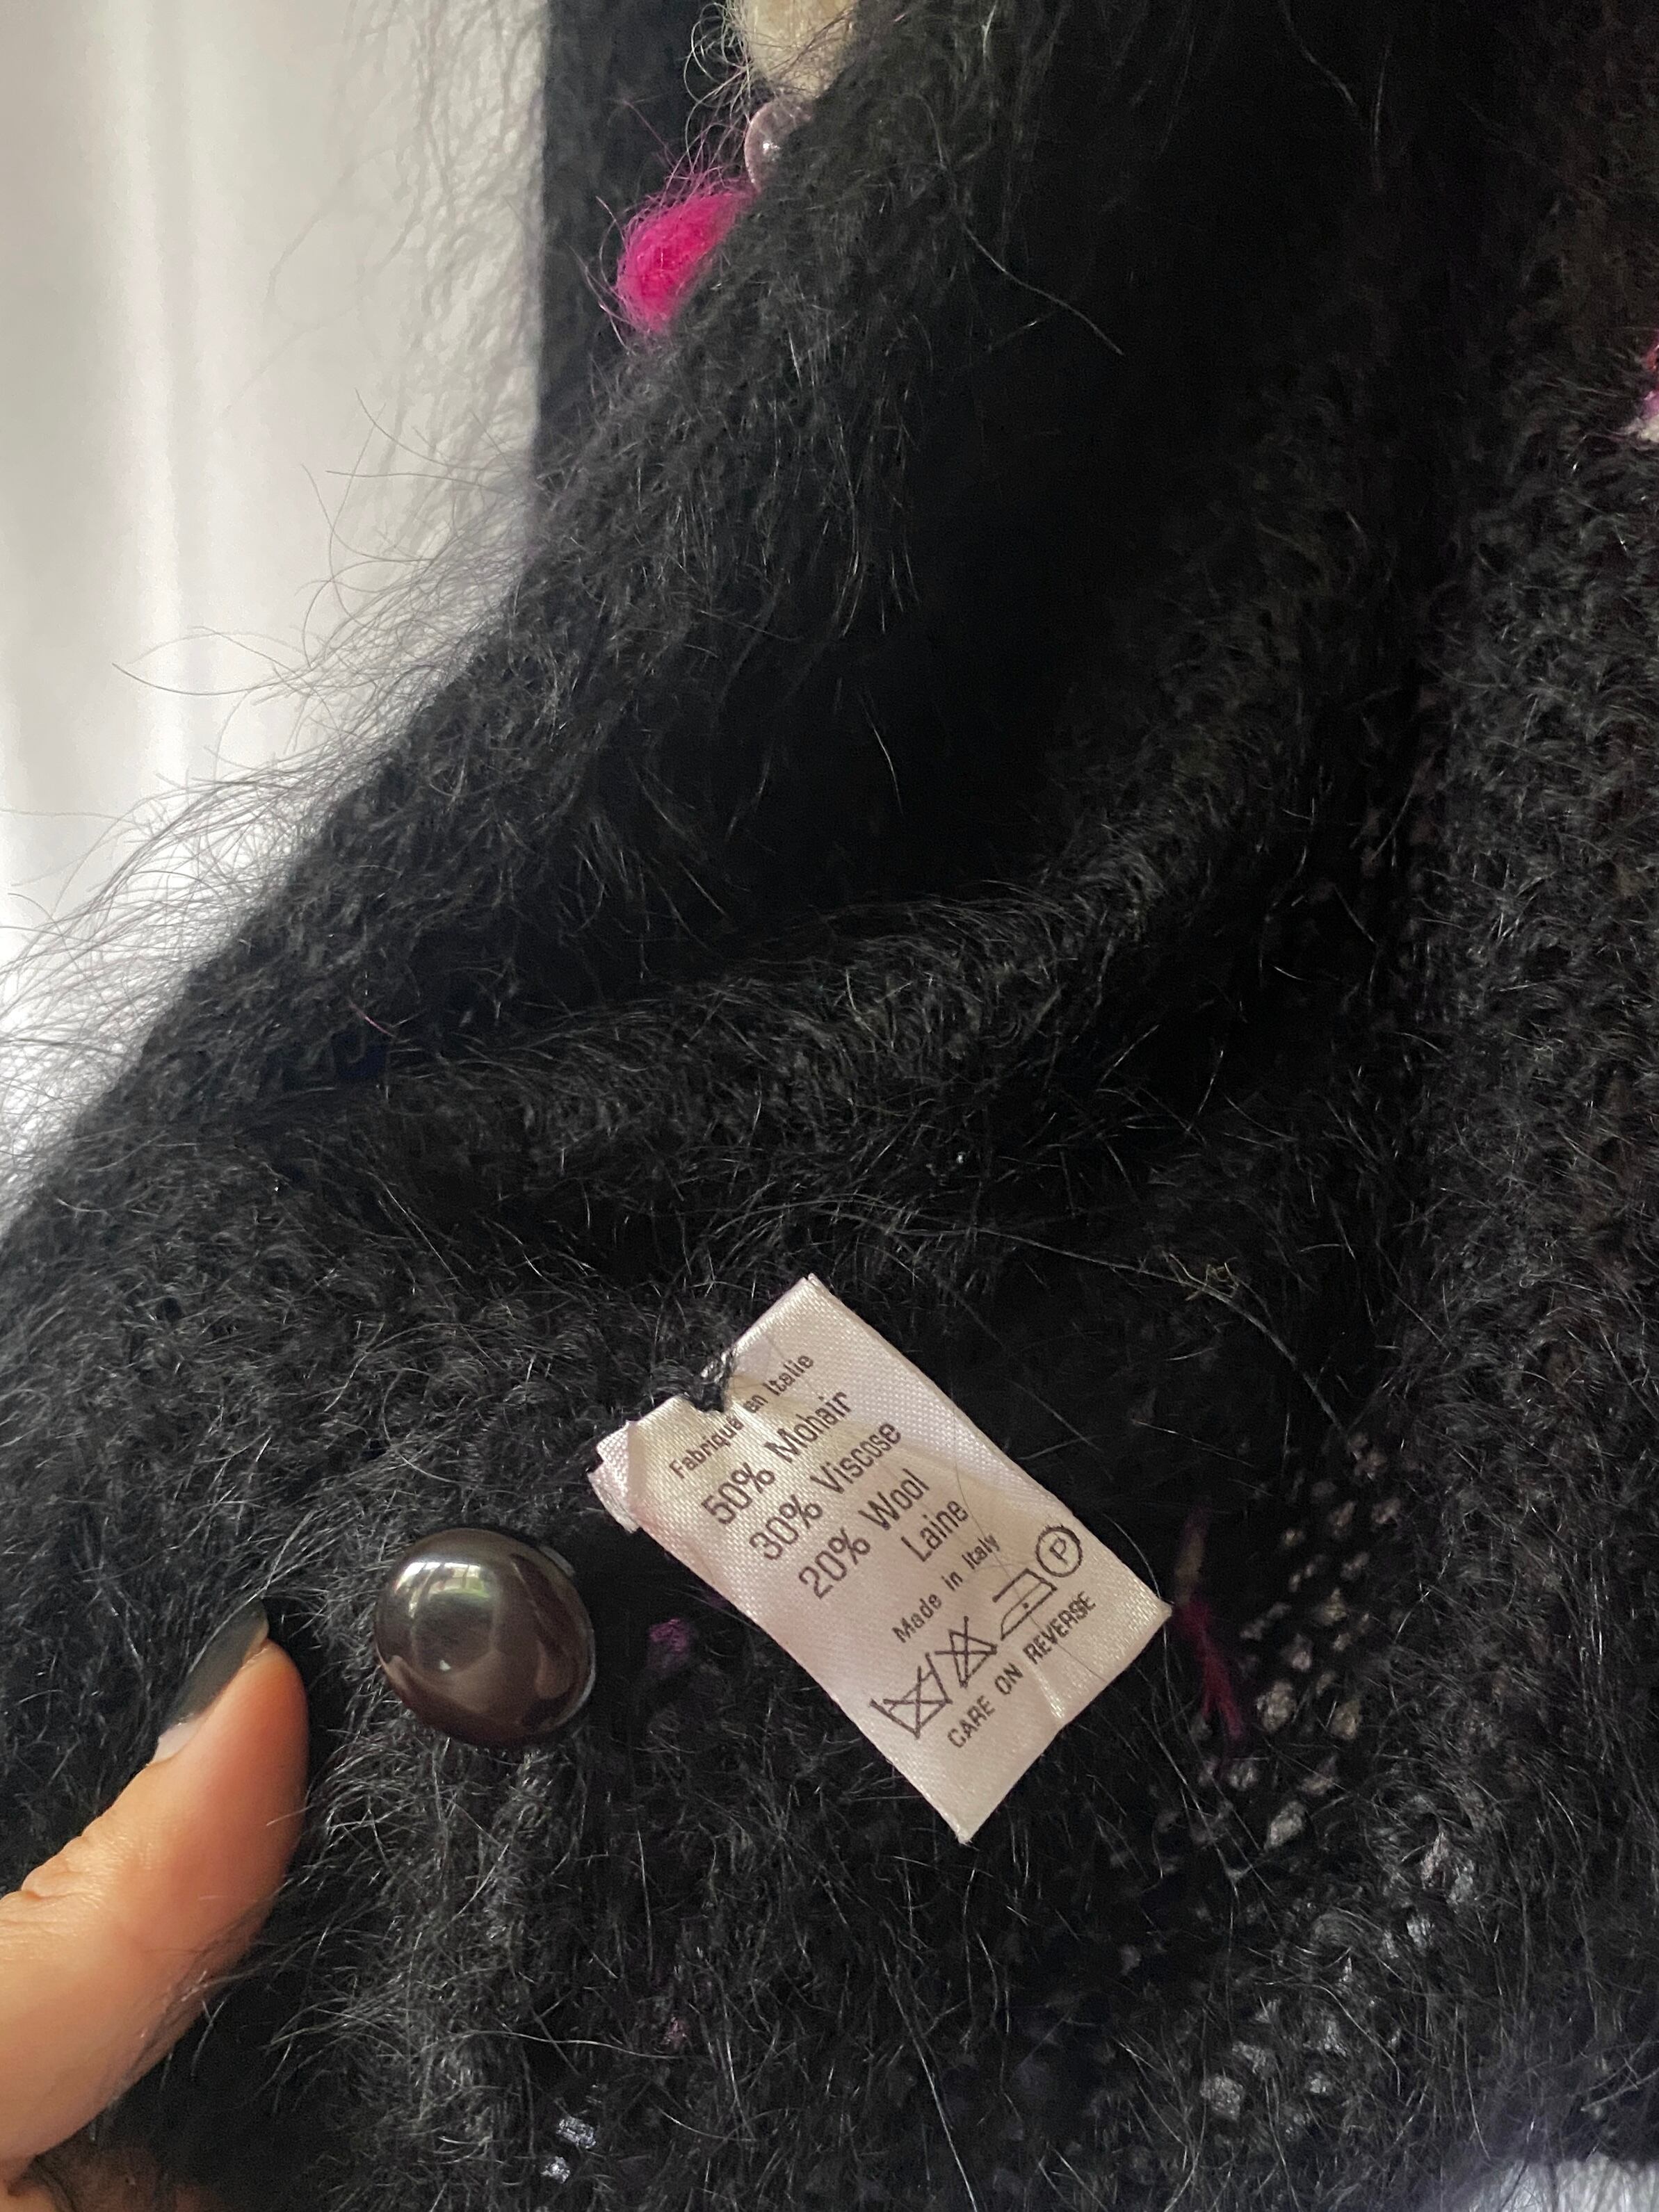 Fabriqué en Italie
50% Mohair
30% Viscose
20% Wool
Laine
Made in Italy
P
CARE ON REVERSE